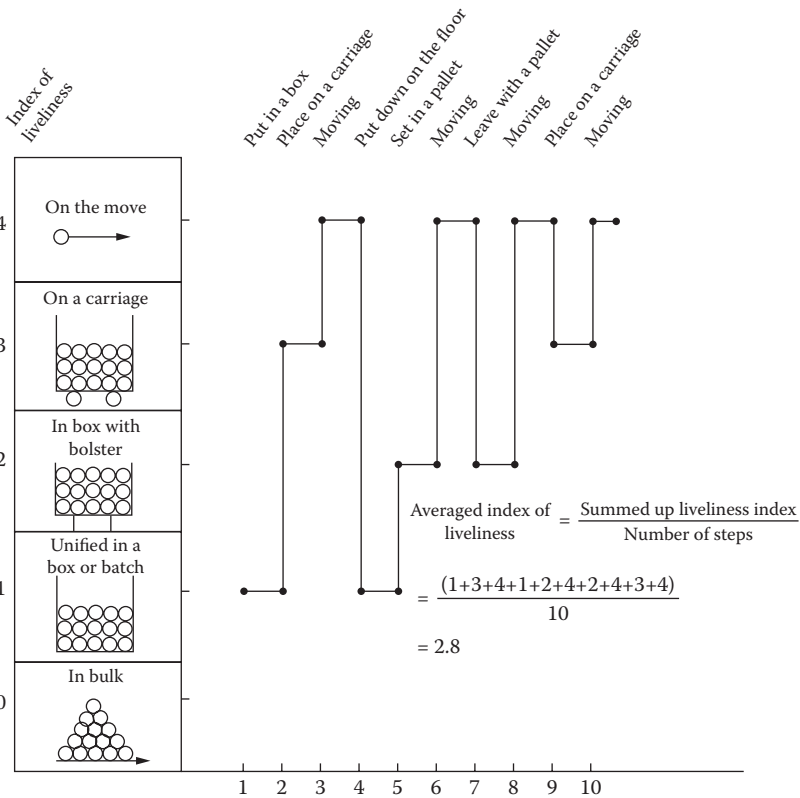 Index of
liveliness
Put in a box
Place on a carriage
Moving
Put down on the floor
Set in a pallet
Moving
Leave with a pallet
Moving
Place on a carriage
Moving
4
On the move
3
On a carriage
2
In box with
bolster
1
Unified in a
box or batch
0
In bulk
Averaged index of
liveliness
=
Summed up liveliness index
Number of steps
= (1+3+4+1+2+4+2+4+3+4)
10
= 2.8
1 2 3 4 5 6 7 8 9 10